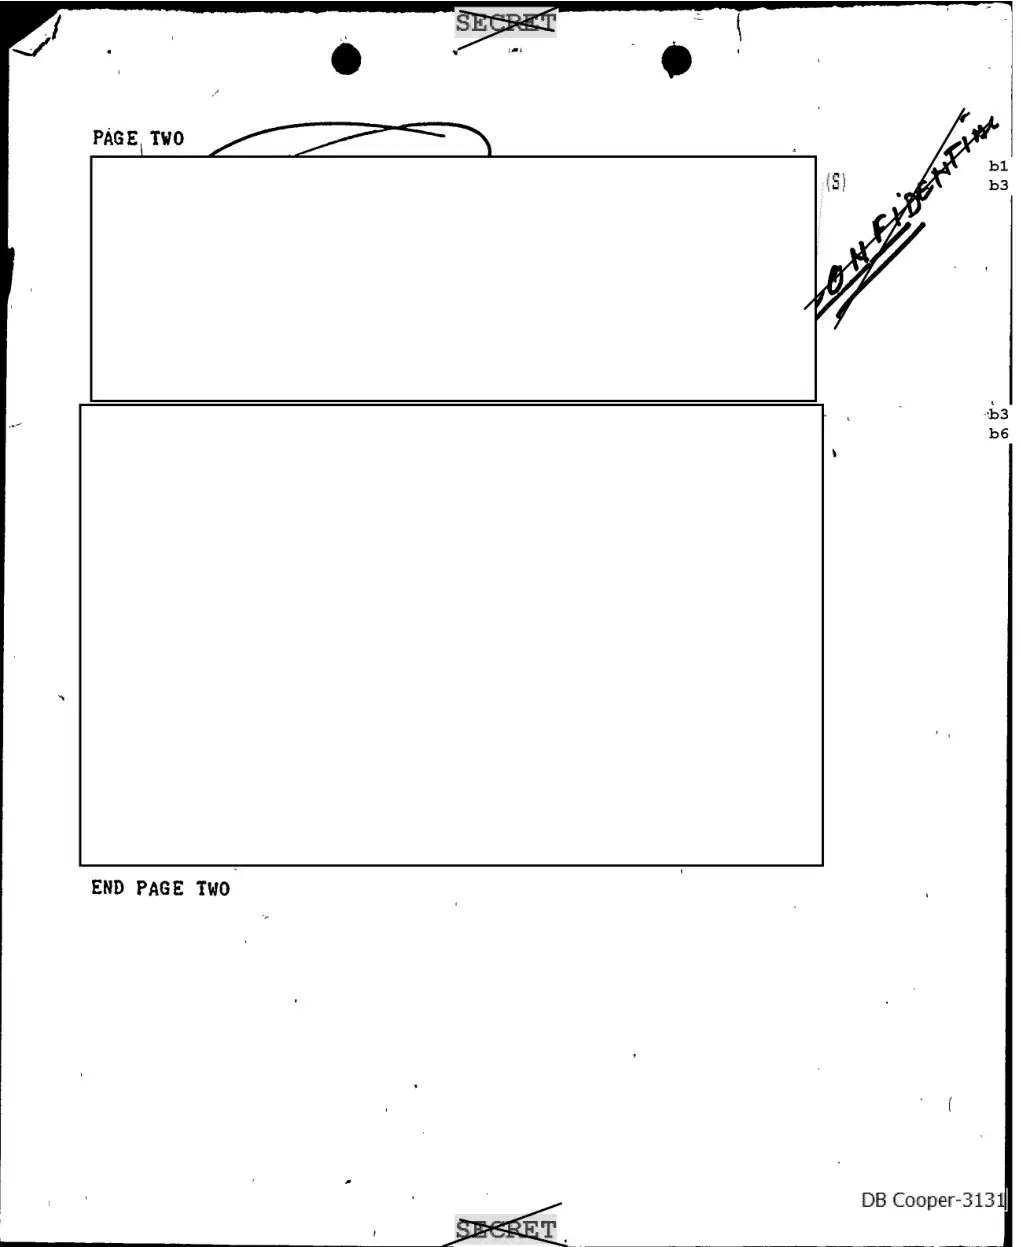 SECRET
PAGE TWO
(S)
CONFIDENTIAL
b1
b3
b3
b6
END PAGE TWO
DB Cooper-3131
SECRET